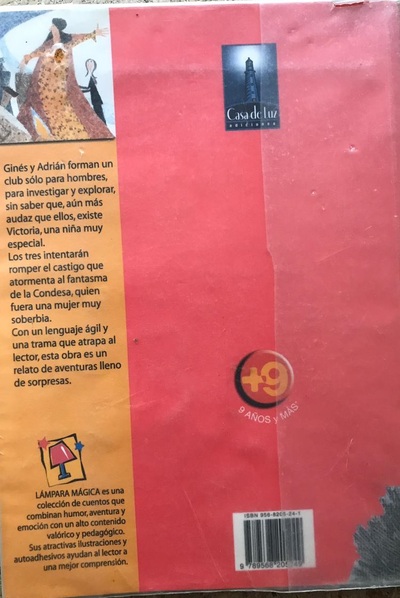 Casa de Luz
ediciones
Ginés y Adrián forman un
club sólo para hombres,
para investigar y explorar,
sin saber que, aún más
audaz que ellos, existe
Victoria, una niña muy
especial.
Los tres intentarán
romper el castigo que
atormenta al fantasma
de la Condesa, quien
fuera una mujer muy
soberbia.
Con un lenguaje ágil y
una trama que atrapa al
lector, esta obra es un
relato de aventuras lleno
de sorpresas.
+9
9 AÑOS y MÁS
LÁMPARA MÁGICA es una
colección de cuentos que
combinan humor, aventura y
emoción con un alto contenido
valórico y pedagógico.
Sus atractivas ilustraciones y
autoadhesivos ayudan al lector a
una mejor comprensión.
ISBN